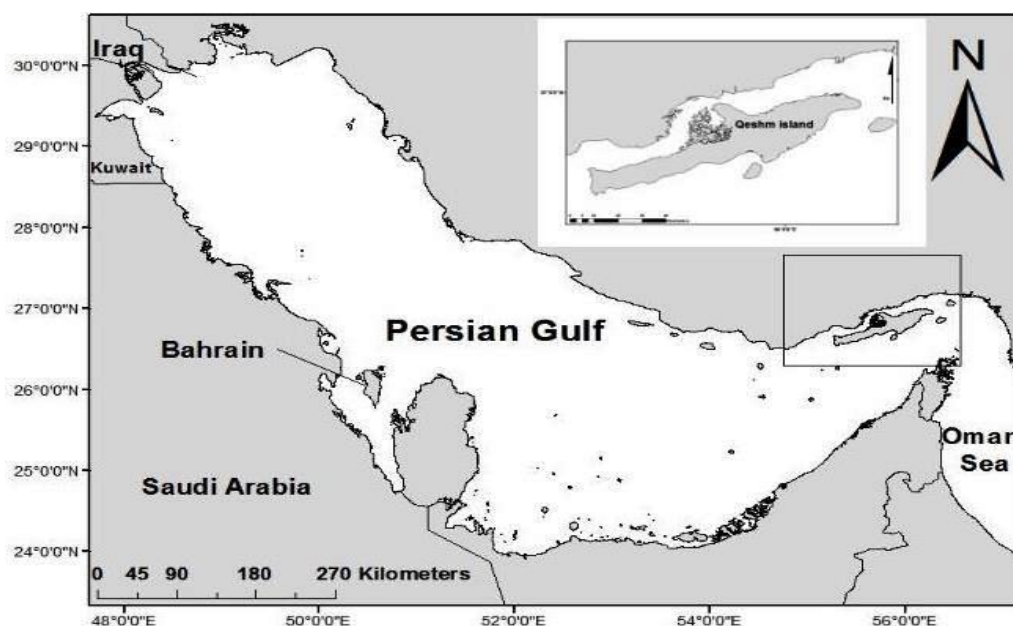 30°0'0"N
29°0'0"N
28°0'0"N
27°0'0"N
26°0'0"N
25°0'0"N
24°0'0"N
Iraq
Kuwait
Qeshm island
N
Persian Gulf
Bahrain
Saudi Arabia
Oman
Sea
0 45 90 180 270 Kilometers
48°0'0"E
50°0'0"E
52°0'0"E
54°0'0"E
56°0'0"E